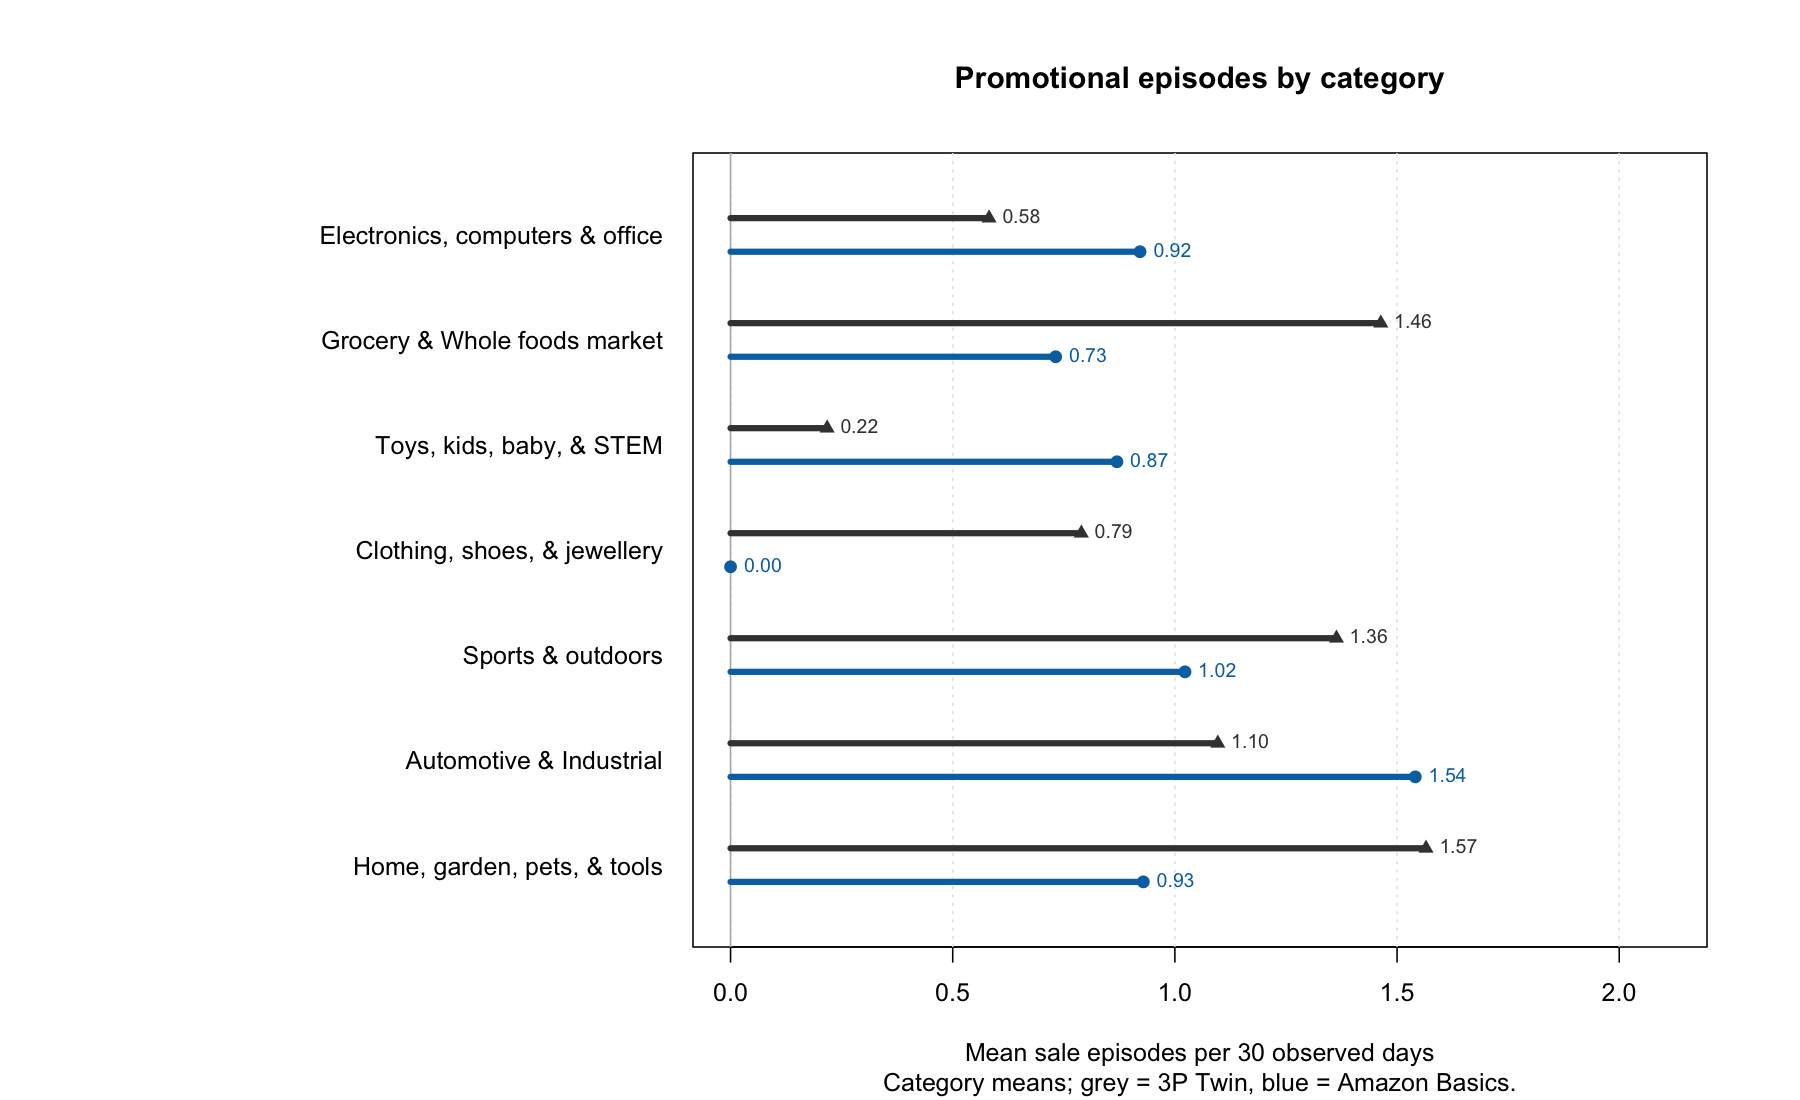 Promotional episodes by category
0.58
Electronics, computers & office
0.92
1.46
Grocery & Whole foods market
0.73
0.22
Toys, kids, baby, & STEM
0.87
0.79
Clothing, shoes, & jewellery
0.00
1.36
Sports & outdoors
1.02
1.10
Automotive & Industrial
1.54
1.57
Home, garden, pets, & tools
0.93
0.0 0.5 1.0 1.5 2.0
Mean sale episodes per 30 observed days
Category means; grey = 3P Twin, blue = Amazon Basics.